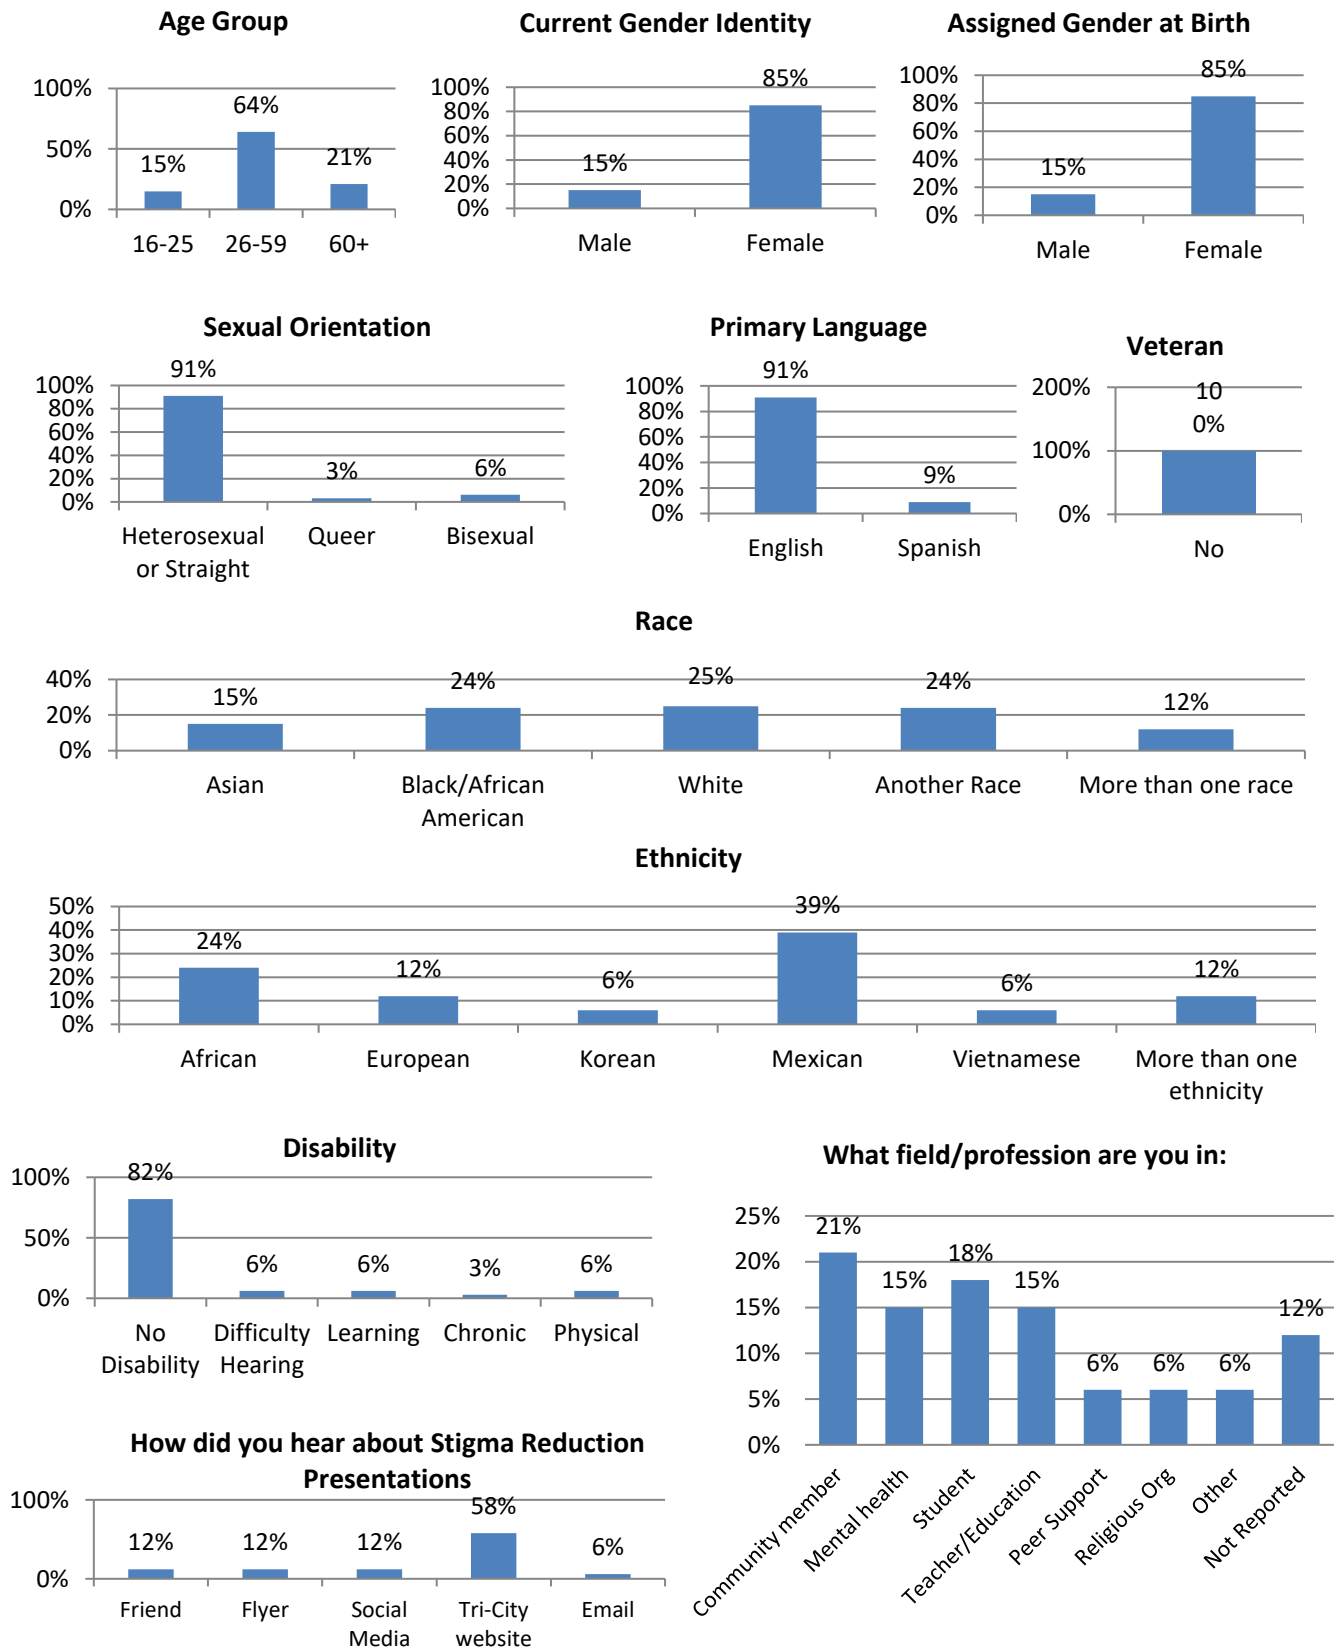 Age Group
100%
50%
0%
15%
64%
21%
16-25 26-59 60+
Current Gender Identity
100%
80%
60%
40%
20%
0%
15%
85%
Male Female
Assigned Gender at Birth
100%
80%
60%
40%
20%
0%
15%
85%
Male Female
Sexual Orientation
100%
80%
60%
40%
20%
0%
91%
3%
6%
Heterosexual
or Straight
Queer
Bisexual
Primary Language
100%
80%
60%
40%
20%
0%
91%
9%
English Spanish
Veteran
200%
100%
0%
10
0%
No
Race
40%
20%
0%
15%
24%
25%
24%
12%
Asian
Black/African
American
White
Another Race
More than one race
Ethnicity
50%
40%
30%
20%
10%
0%
24%
12%
6%
39%
6%
12%
African
European
Korean
Mexican
Vietnamese
More than one
ethnicity
Disability
100%
50%
0%
82%
6%
6%
3%
6%
No
Disability
Difficulty
Hearing
Learning
Chronic
Physical
What field/profession are you in:
25%
20%
15%
10%
5%
0%
21%
15%
18%
15%
6%
6%
6%
12%
Community member
Mental health
Student
Teacher/Education
Peer Support
Religious Org
Other
Not Reported
How did you hear about Stigma Reduction
Presentations
100%
0%
12%
12%
12%
58%
6%
Friend
Flyer
Social
Media
Tri-City
website
Email